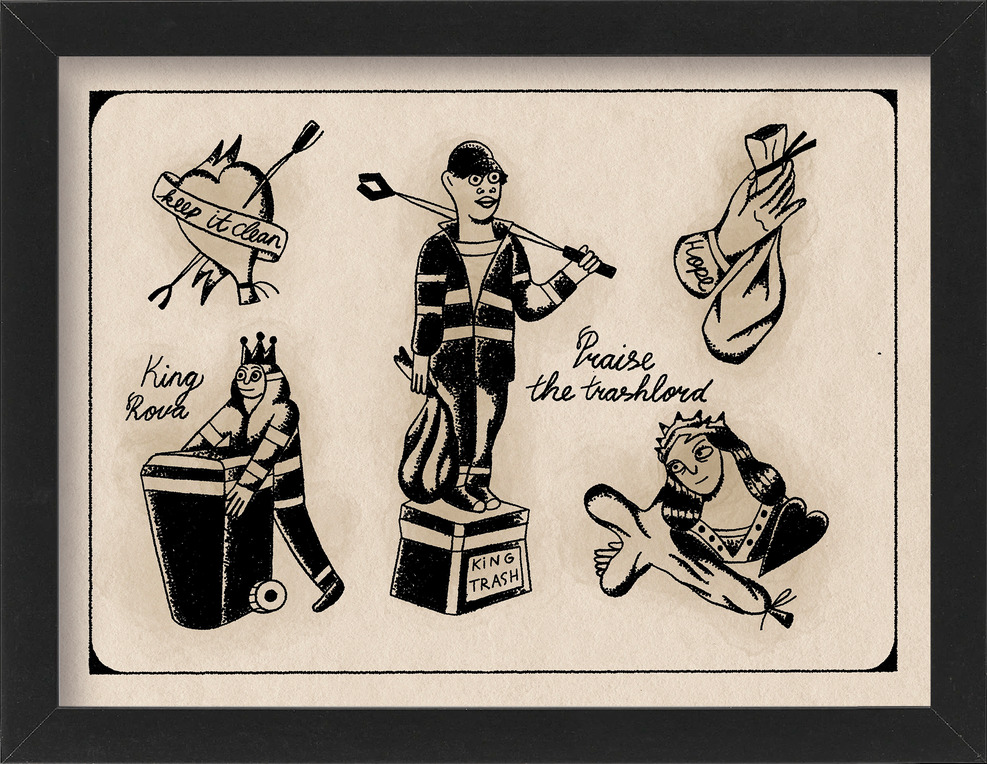 keep it clean
Hope
King
Rova
Praise
the trashlord
KiNG
TRASH